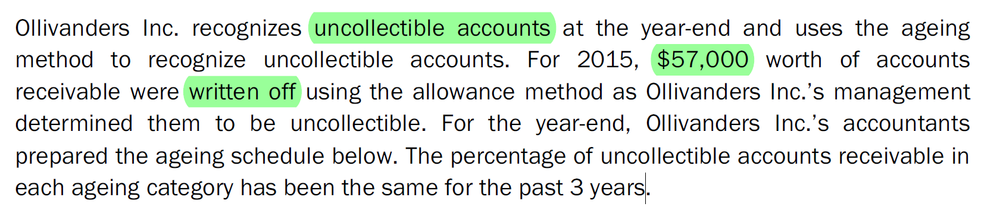 Ollivanders Inc. recognizes uncollectible accounts at the year-end and uses the ageing
method to recognize uncollectible accounts. For 2015, $57,000 worth of accounts
receivable were written off using the allowance method as Ollivanders Inc.’s management
determined them to be uncollectible. For the year-end, Ollivanders Inc.’s accountants
prepared the ageing schedule below. The percentage of uncollectible accounts receivable in
each ageing category has been the same for the past 3 years.